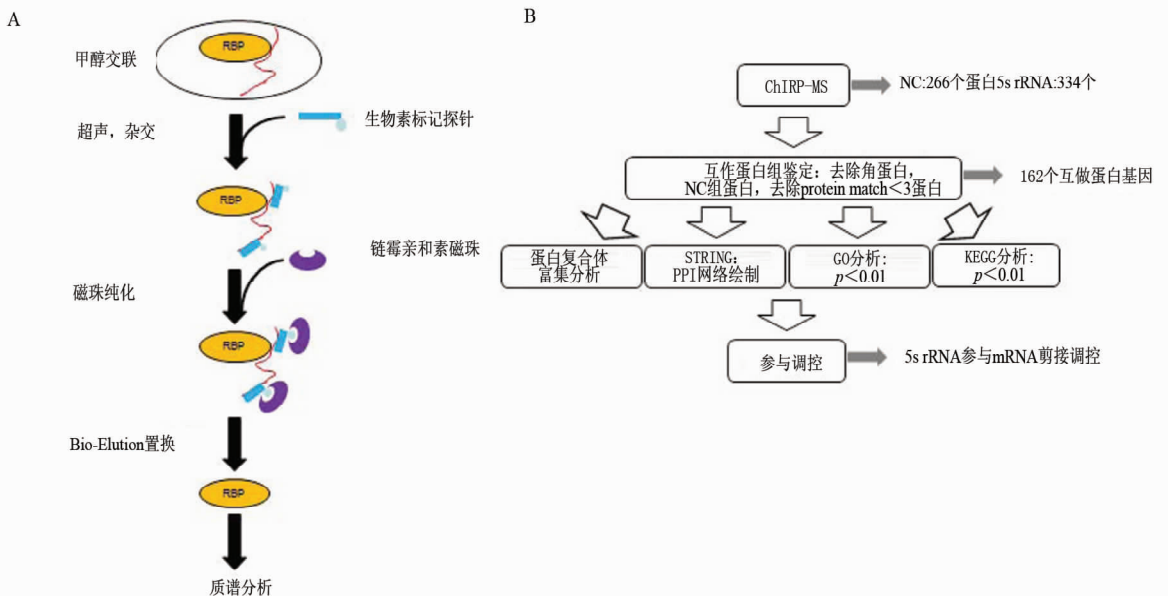 A
RBP
甲醇交联
超声，杂交
生物素标记探针
RBP
链霉亲和素磁珠
磁珠纯化
RBP
Bio-Elution置换
RBP
质谱分析
B
ChIRP-MS
NC:266个蛋白5s rRNA:334个
互作蛋白组鉴定：去除角蛋白，
NC组蛋白，去除protein match＜3蛋白
162个互做蛋白基因
蛋白复合体
富集分析
STRING：
PPI网络绘制
GO分析：
p＜0.01
KEGG分析：
p＜0.01
参与调控
5s rRNA参与mRNA剪接调控